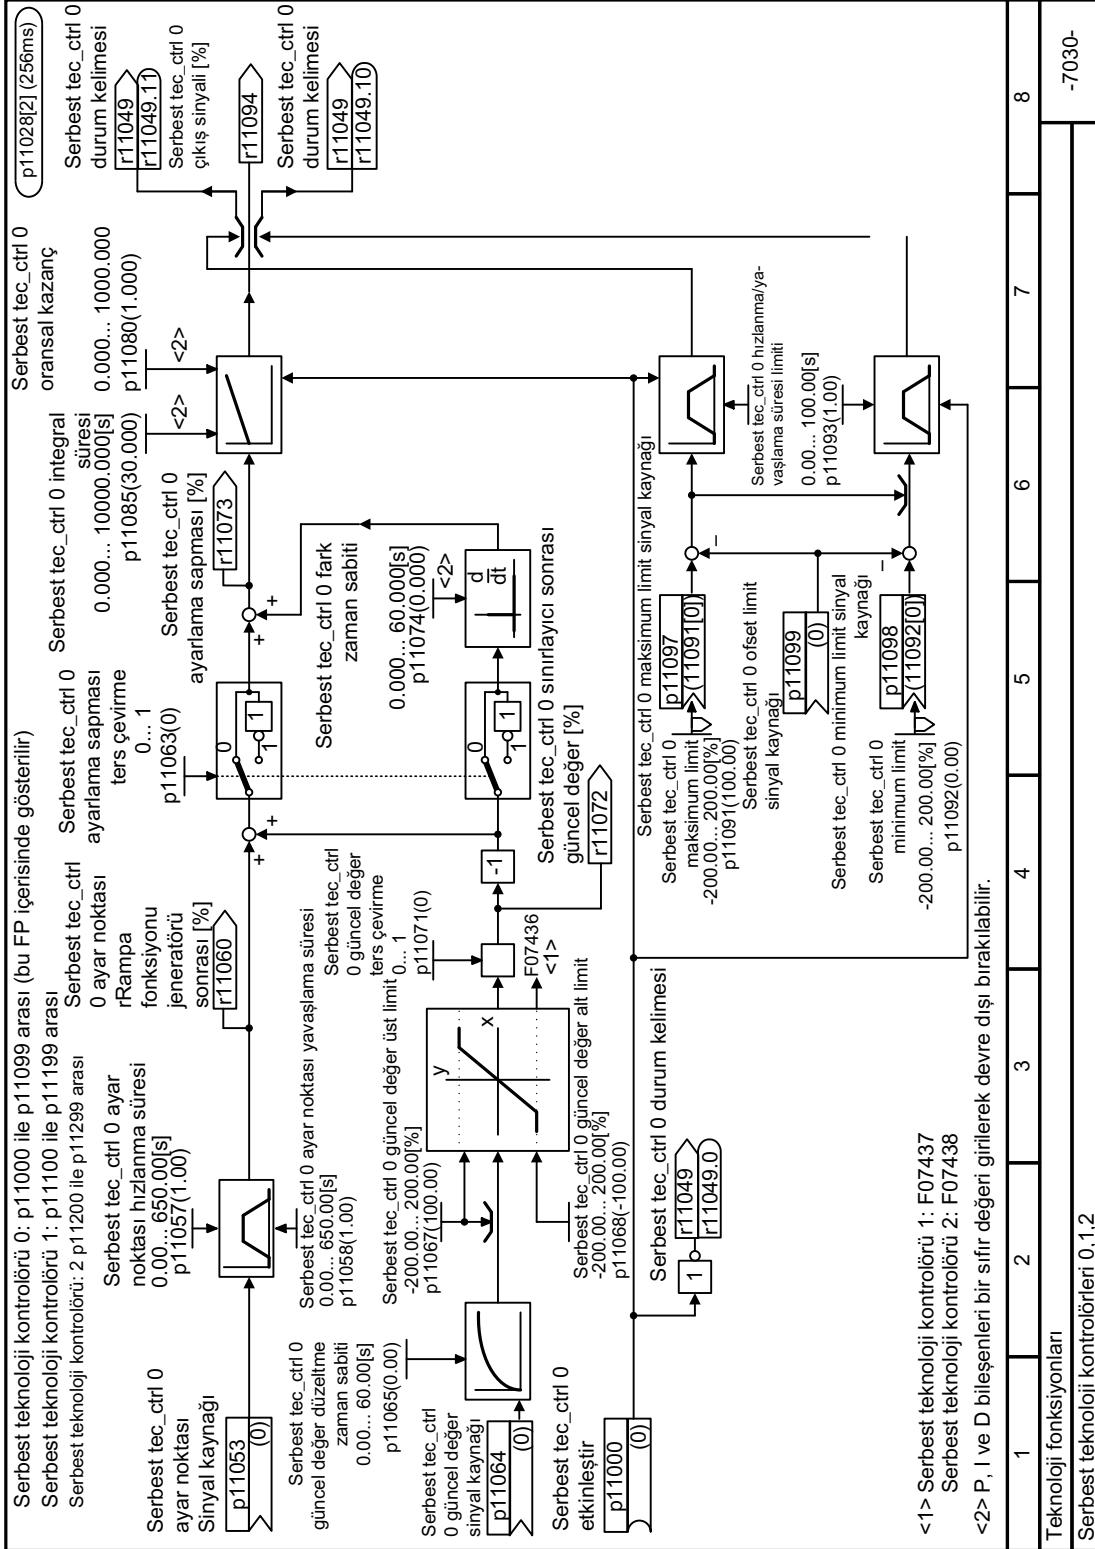 Serbest teknoloji kontrolörü 0: p11000 ile p11099 arası (bu FP içerisinde gösterilir)
Serbest teknoloji kontrolörü 1: p11100 ile p11199 arası
Serbest teknoloji kontrolörü: 2 p11200 ile p11299 arası
p11028[2] (256ms)
Serbest tec_ctrl 0
ayar noktası
Sinyal kaynağı
p11053
(0)
Serbest tec_ctrl 0 ayar
noktası hızlanma süresi
0.00... 650.00[s]
p11057(1.00)
Serbest tec_ctrl 0 ayar noktası yavaşlama süresi
0.00... 650.00[s]
p11058(1.00)
Serbest tec_ctrl
0 ayar noktası
rRampa
fonksiyonu
jeneratörü
sonrası [%]
r11060
Serbest tec_ctrl 0
ayarlama sapması
ters çevirme
0... 1
p11063(0)
0
1
1
+
+
Serbest tec_ctrl 0
ayarlama sapması [%]
r11073
+
+
Serbest tec_ctrl 0 integral
süresi
0.000... 10000.000[s]
p11085(30.000)
<2>
Serbest tec_ctrl 0
oransal kazanç
0.000... 1000.000
p11080(1.000)
<2>
Serbest tec_ctrl 0
durum kelimesi
r11049
r11049.11
Serbest tec_ctrl 0
çıkış sinyali [%]
r11094
Serbest tec_ctrl 0
durum kelimesi
r11049
r11049.10
Serbest tec_ctrl 0
güncel değer düzeltme
zaman sabiti
0.00... 60.00[s]
p11065(0.00)
Serbest tec_ctrl
0 güncel değer
sinyal kaynağı
p11064
(0)
Serbest tec_ctrl 0 güncel değer üst limit
-200.00... 200.00[%]
p11067(100.00)
Serbest tec_ctrl 0 güncel değer alt limit
-200.00... 200.00[%]
p11068(-100.00)
y
x
F07436
<1>
Serbest tec_ctrl
0 güncel değer
ters çevirme
0... 1
p11071(0)
-1
Serbest tec_ctrl 0 sınırlayıcı sonrası
güncel değer [%]
r11072
0
1
1
Serbest tec_ctrl 0 fark
zaman sabiti
0.000... 60.000[s]
p11074(0.000)
<2>
d
dt
Serbest tec_ctrl 0
etkinleştir
p11000
(0)
Serbest tec_ctrl 0 durum kelimesi
r11049
r11049.0
1
Serbest tec_ctrl 0 maksimum limit sinyal kaynağı
p11097
(11091[0])
Serbest tec_ctrl 0
maksimum limit
-200.00... 200.00[%]
p11091(100.00)
Serbest tec_ctrl 0 ofset limit
sinyal kaynağı
p11099
(0)
–
–
Serbest tec_ctrl 0 minimum limit sinyal
kaynağı
p11098
(11092[0])
Serbest tec_ctrl 0
minimum limit
-200.00... 200.00[%]
p11092(0.00)
Serbest tec_ctrl 0 hızlanma/ya-
vaşlama süresi limiti
0.00... 100.00[s]
p11093(1.00)
<1> Serbest teknoloji kontrolörü 1: F07437
Serbest teknoloji kontrolü 2: F07438
<2> P, I ve D bileşenleri bir sıfır değeri girilerek devre dışı bırakılabilir.
1
2
3
4
5
6
7
8
Teknoloji fonksiyonları
Serbest teknoloji kontrolörleri 0,1,2
-7030-